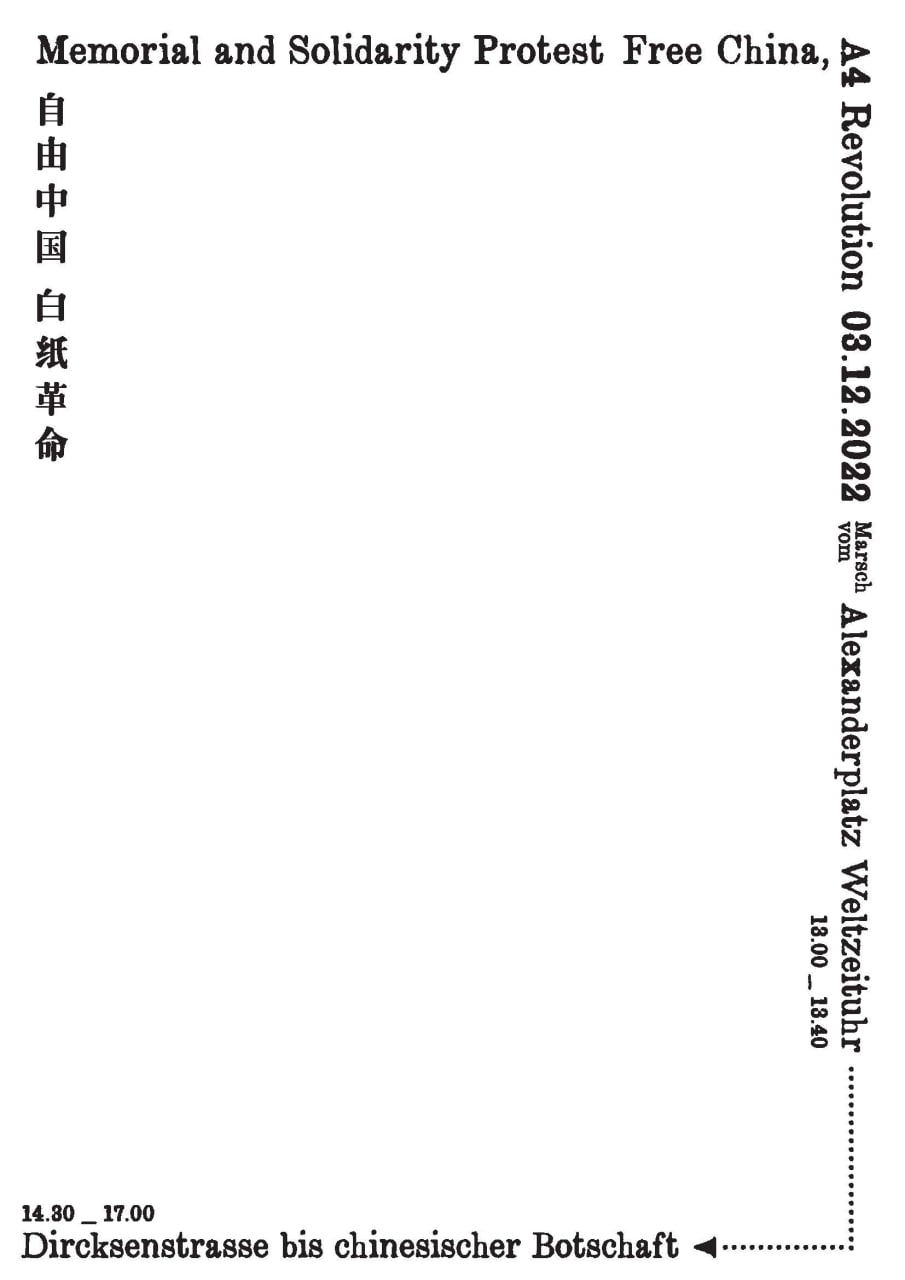 Memorial and Solidarity Protest Free China,
A4 Revolution 03.12.2022 Marsch vom Alexanderplatz Weltzeituhr
13.00 _ 13.40
自由中国 白纸革命
14.30 _ 17.00
Dircksenstrasse bis chinesischer Botschaft